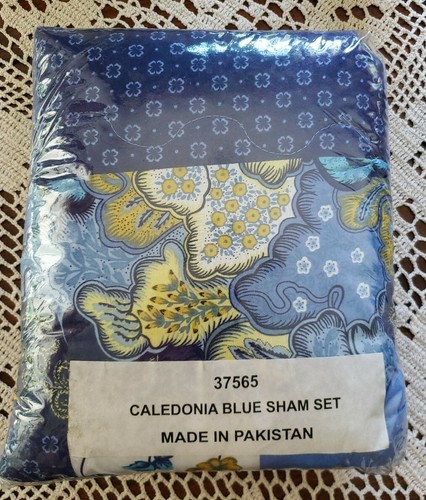 37565
CALEDONIA BLUE SHAM SET
MADE IN PAKISTAN